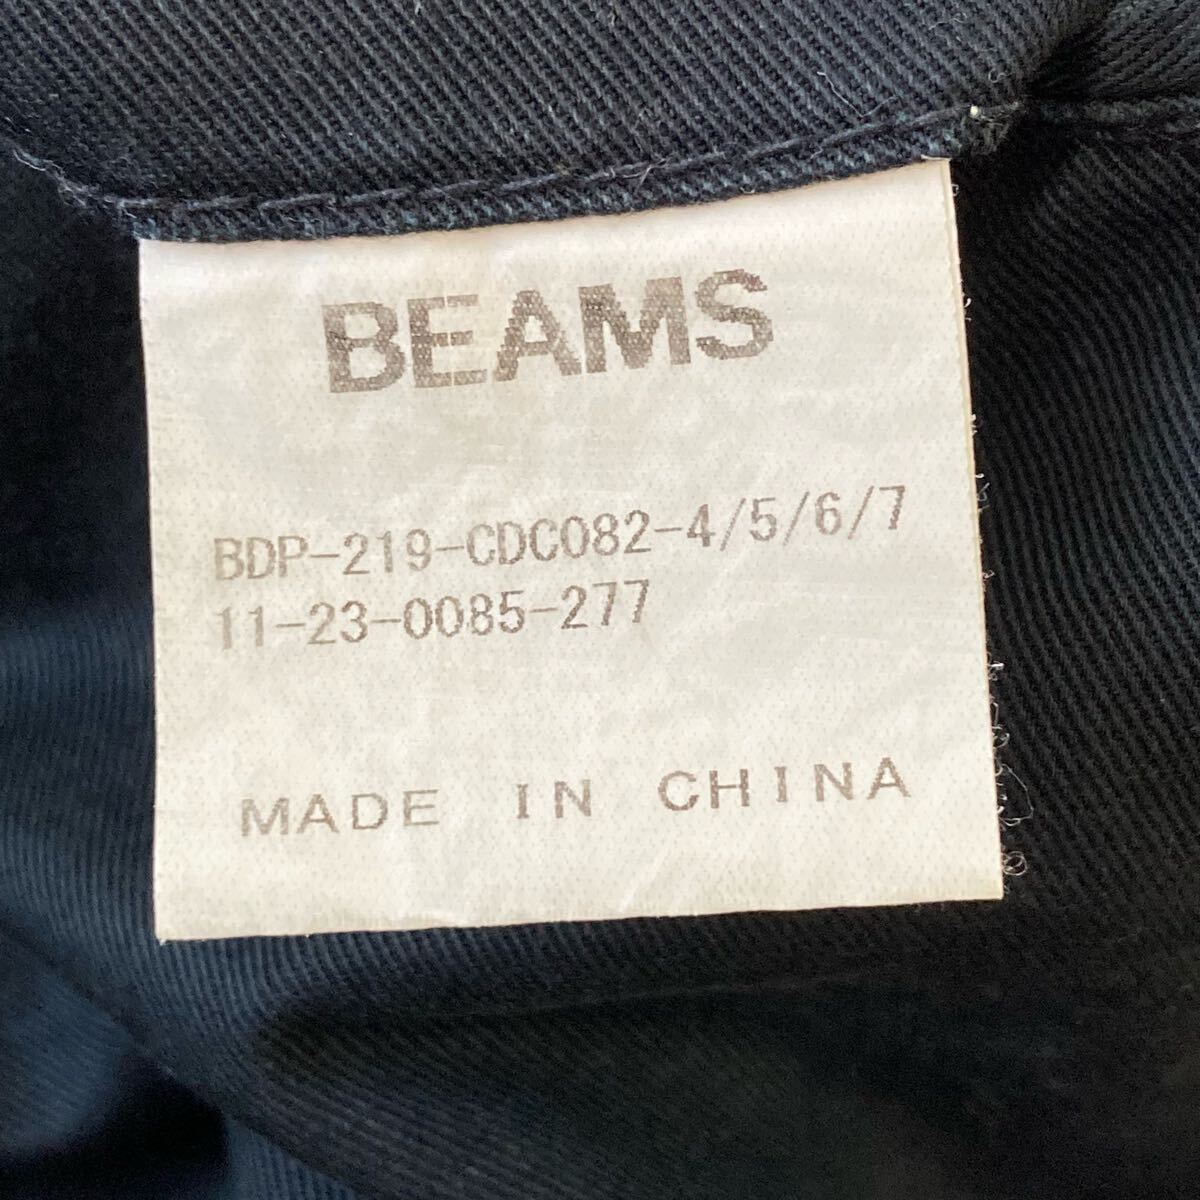 BEAMS
BDP-219-CDC082-4/5/6/7
11-23-0085-277
MADE IN CHINA